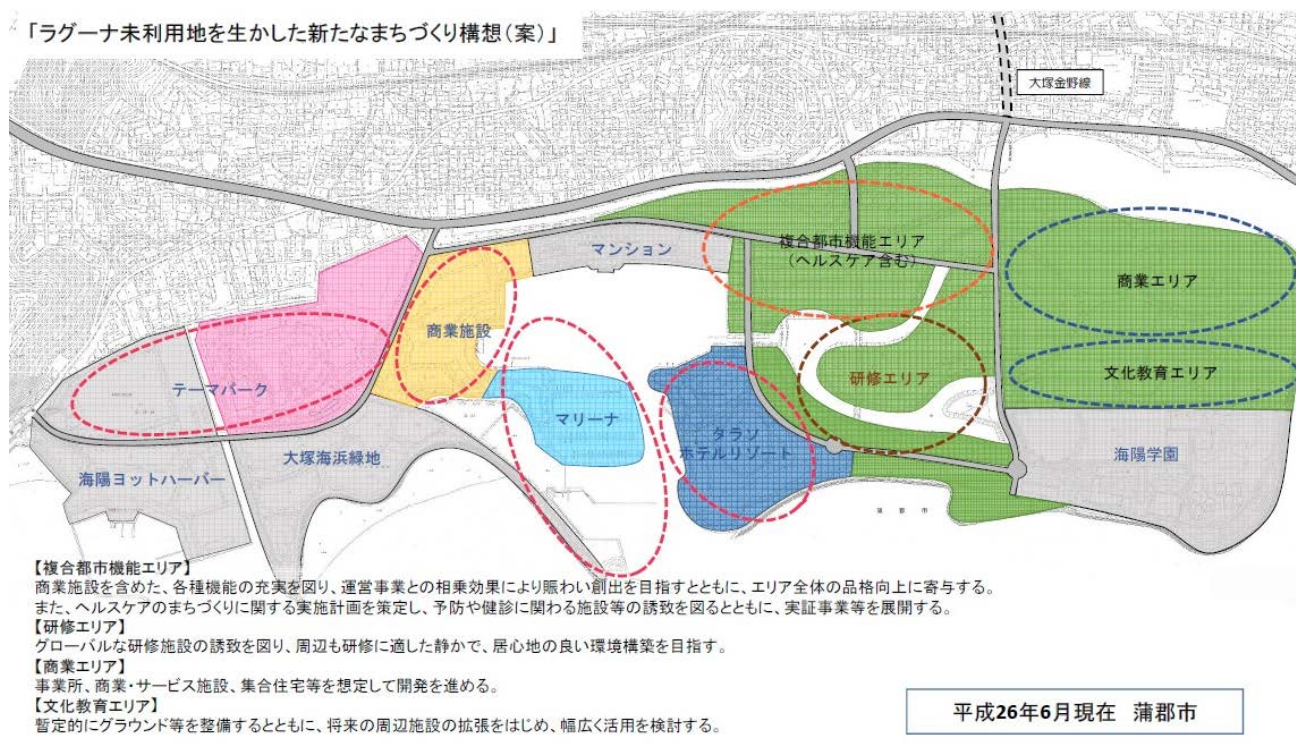 「ラグーナ未利用地を生かした新たなまちづくり構想(案)」
大塚金野線
マンション
複合都市機能エリア
(ヘルスケア含む)
商業エリア
商業施設
テーマパーク
研修エリア
文化教育エリア
マリーナ
タラソ
ホテルリゾート
大塚海浜緑地
海陽ヨットハーバー
海陽学園
蒲郡市
【複合都市機能エリア】
商業施設を含めた、各種機能の充実を図り、運営事業との相乗効果により賑わい創出を目指すとともに、エリア全体の品格向上に寄与する。
また、ヘルスケアのまちづくりに関する実施計画を策定し、予防や健診に関わる施設等の誘致を図るとともに、実証事業等を展開する。
【研修エリア】
グローバルな研修施設の誘致を図り、周辺も研修に適した静かで、居心地の良い環境構築を目指す。
【商業エリア】
事業所、商業・サービス施設、集合住宅等を想定して開発を進める。
【文化教育エリア】
暫定的にグラウンド等を整備するとともに、将来の周辺施設の拡張をはじめ、幅広く活用を検討する。
平成26年6月現在 蒲郡市